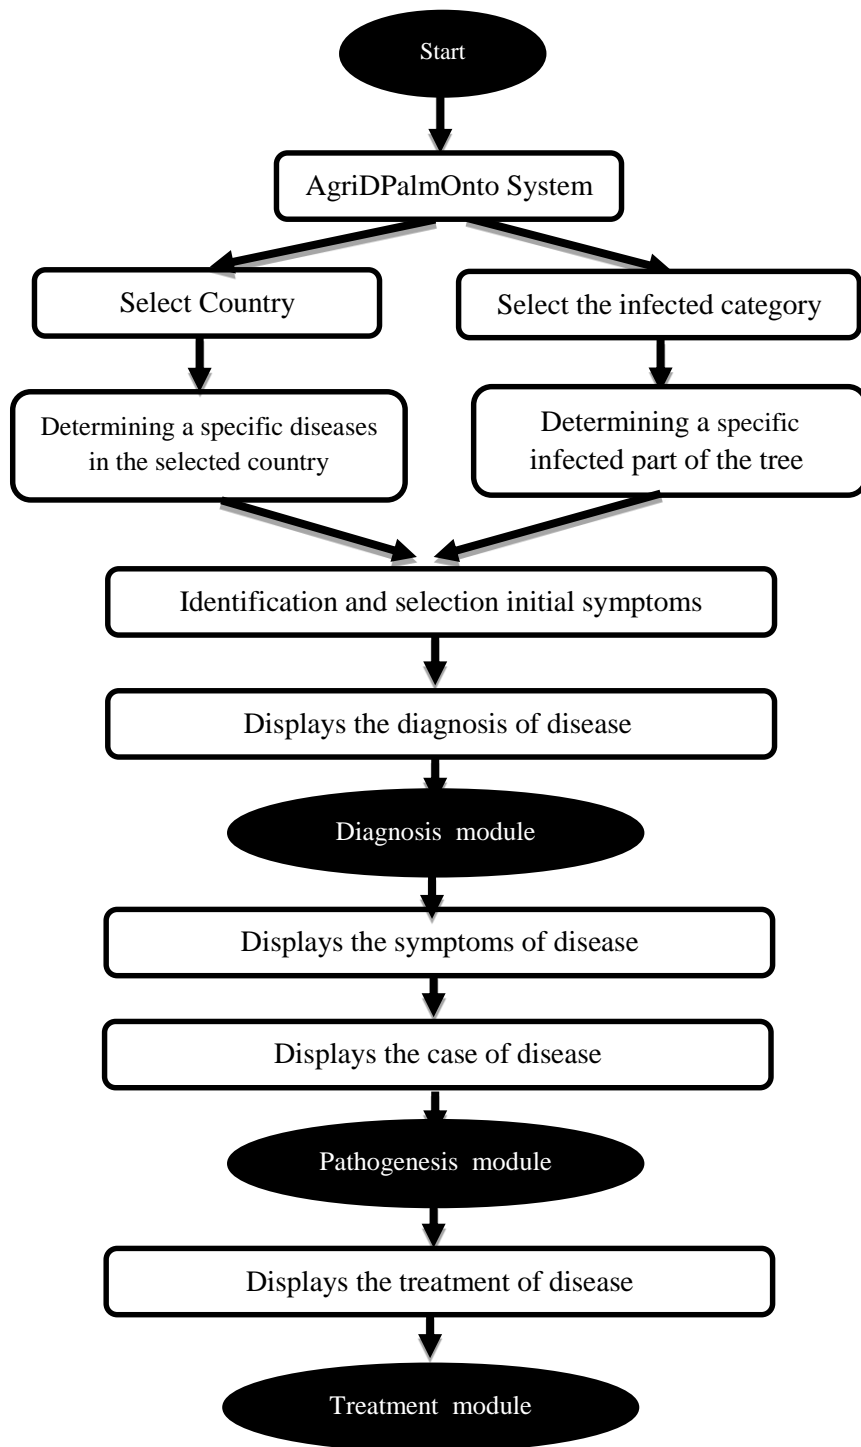 Start
AgriDPalmOnto System
Select Country
Select the infected category
Determining a specific diseases
in the selected country
Determining a specific
infected part of the tree
Identification and selection initial symptoms
Displays the diagnosis of disease
Diagnosis module
Displays the symptoms of disease
Displays the case of disease
Pathogenesis module
Displays the treatment of disease
Treatment module